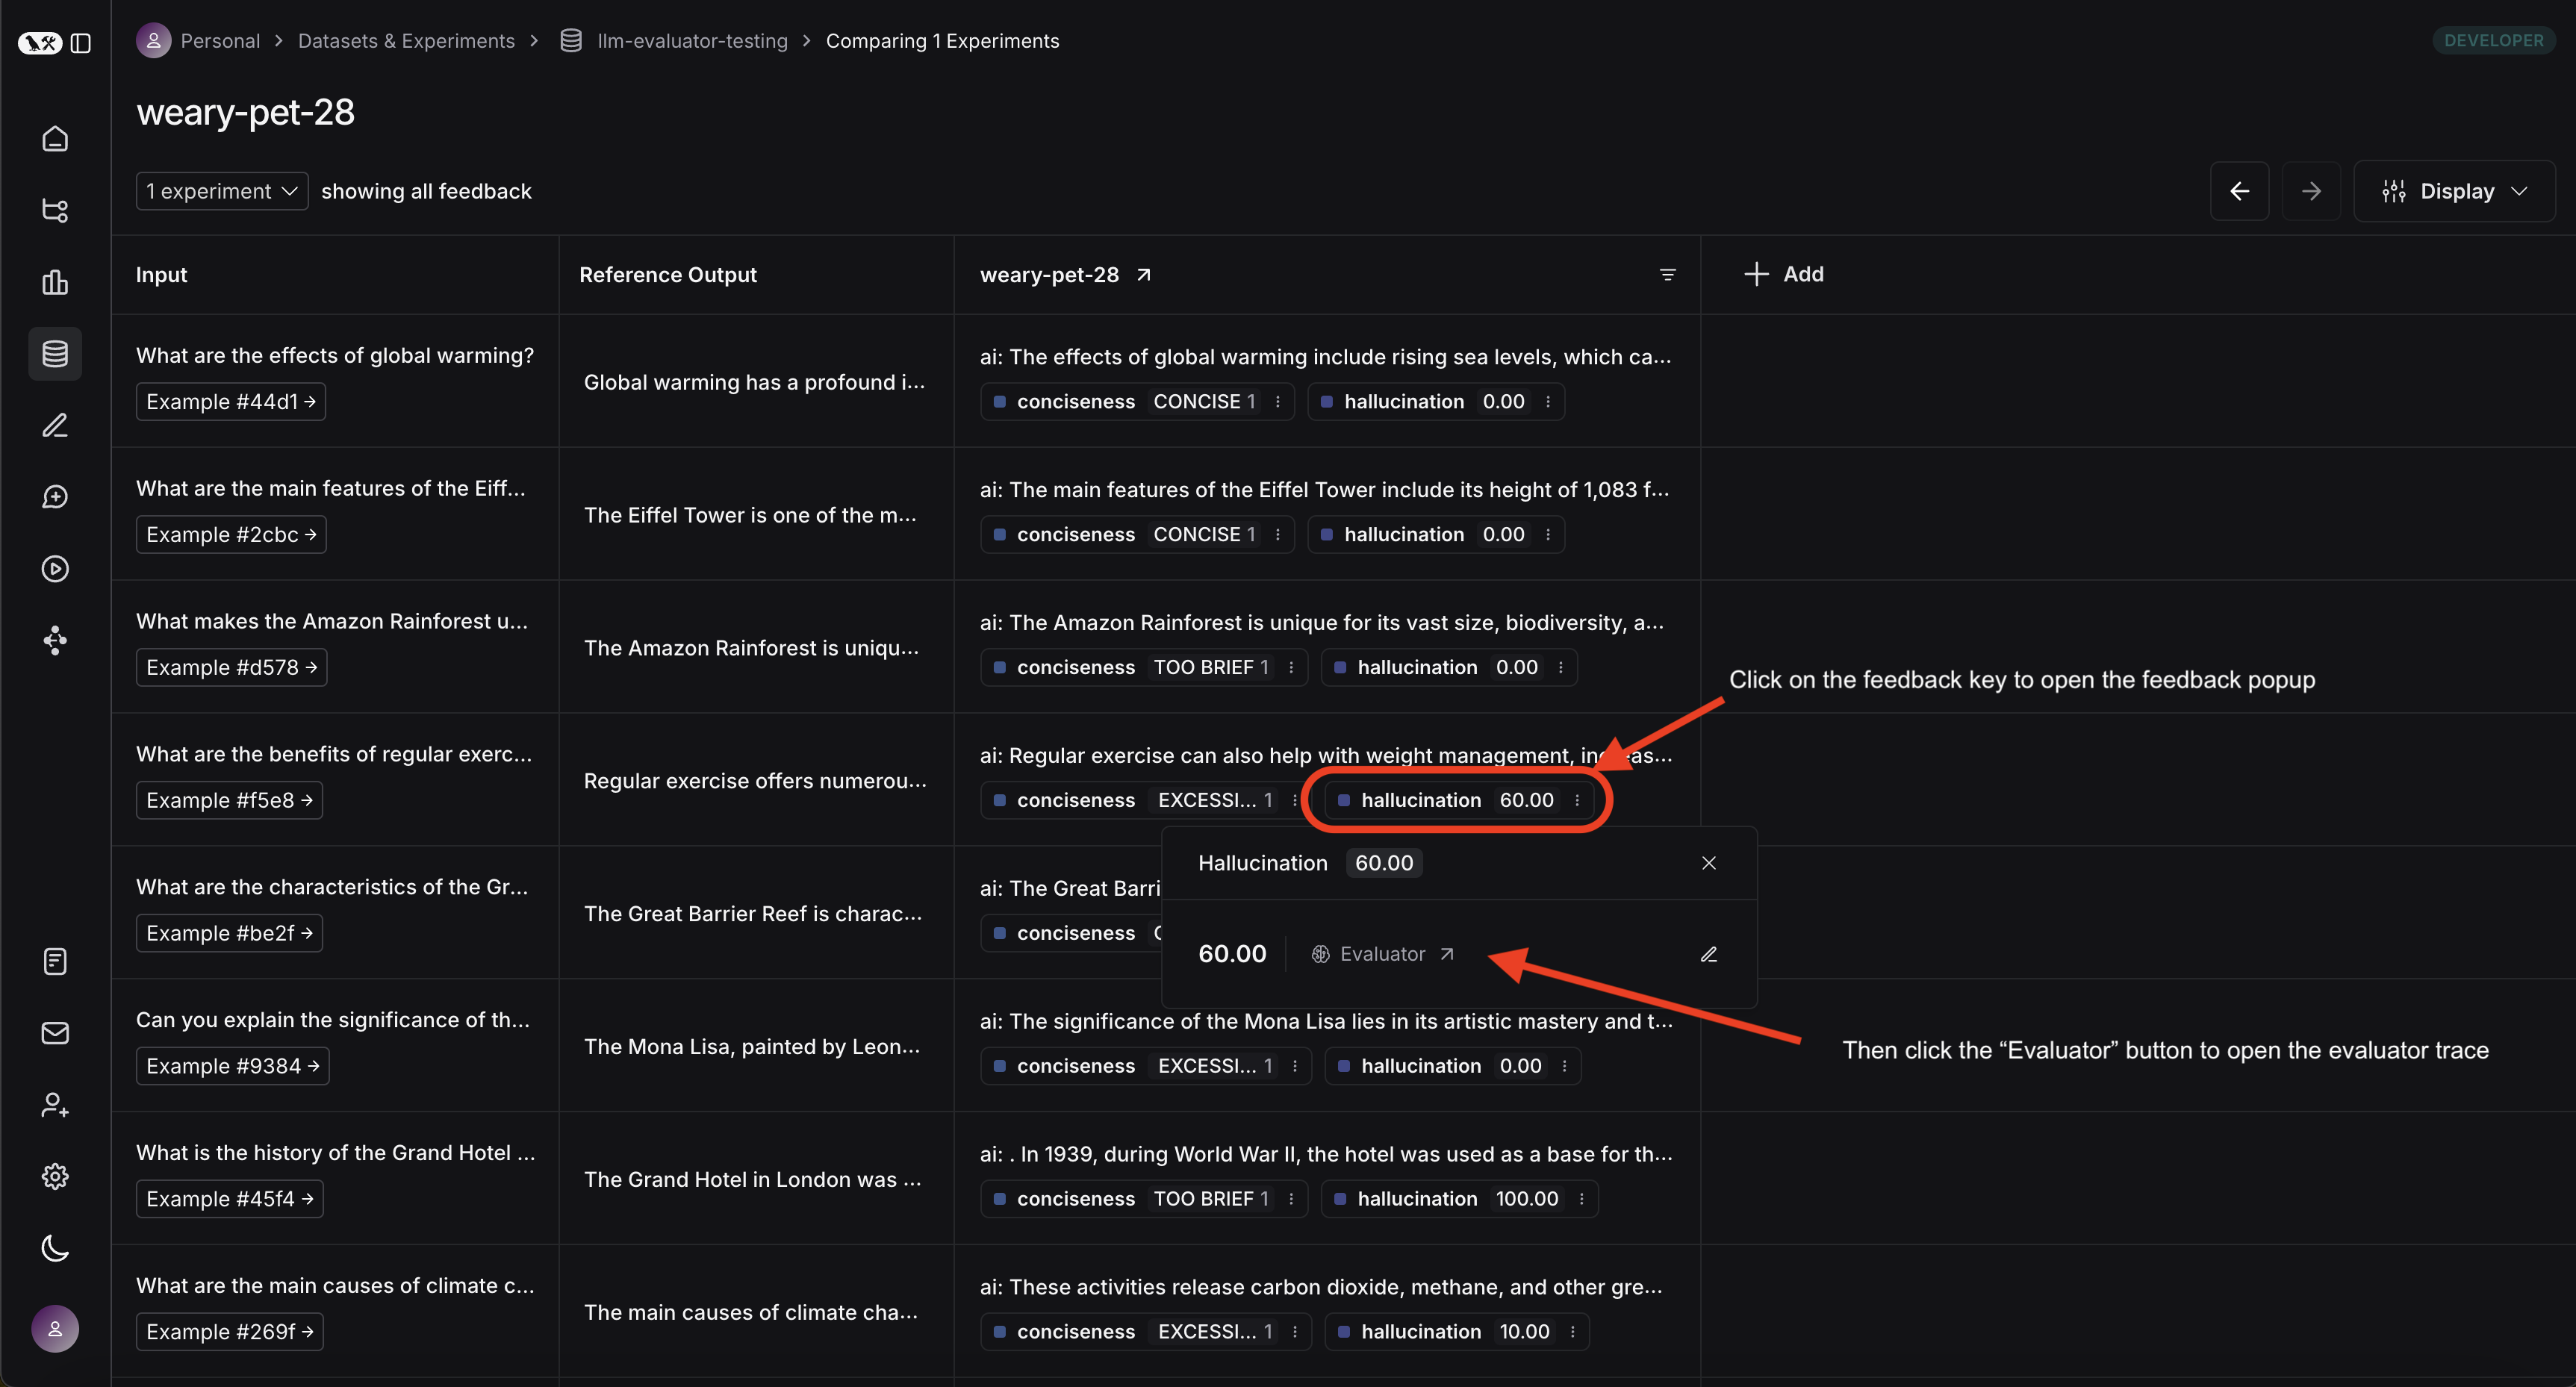 Personal > Datasets & Experiments > llm-evaluator-testing > Comparing 1 Experiments
DEVELOPER
weary-pet-28
1 experiment showing all feedback
Display
Input Reference Output weary-pet-28 Add
What are the effects of global warming?
Example #44d1
Global warming has a profound i...
ai: The effects of global warming include rising sea levels, which ca...
conciseness CONCISE 1 hallucination 0.00
What are the main features of the Eiff...
Example #2cbc
The Eiffel Tower is one of the m...
ai: The main features of the Eiffel Tower include its height of 1,083 f...
conciseness CONCISE 1 hallucination 0.00
What makes the Amazon Rainforest u...
Example #d578
The Amazon Rainforest is uniqu...
ai: The Amazon Rainforest is unique for its vast size, biodiversity, a...
conciseness TOO BRIEF 1 hallucination 0.00
Click on the feedback key to open the feedback popup
What are the benefits of regular exerc...
Example #f5e8
Regular exercise offers numerou...
ai: Regular exercise can also help with weight management,
conciseness EXCESSI... 1 hallucination 60.00
Hallucination 60.00
60.00 Evaluator
Then click the “Evaluator” button to open the evaluator trace
What are the characteristics of the Gr...
Example #be2f
The Great Barrier Reef is charac...
ai: The Great Barri
conciseness
Can you explain the significance of th...
Example #9384
The Mona Lisa, painted by Leon...
ai: The significance of the Mona Lisa lies in its artistic mastery and t...
conciseness EXCESSI... 1 hallucination 0.00
What is the history of the Grand Hotel ...
Example #45f4
The Grand Hotel in London was ...
ai: . In 1939, during World War II, the hotel was used as a base for th...
conciseness TOO BRIEF 1 hallucination 100.00
What are the main causes of climate c...
Example #269f
The main causes of climate cha...
ai: These activities release carbon dioxide, methane, and other gre...
conciseness EXCESSI... 1 hallucination 10.00